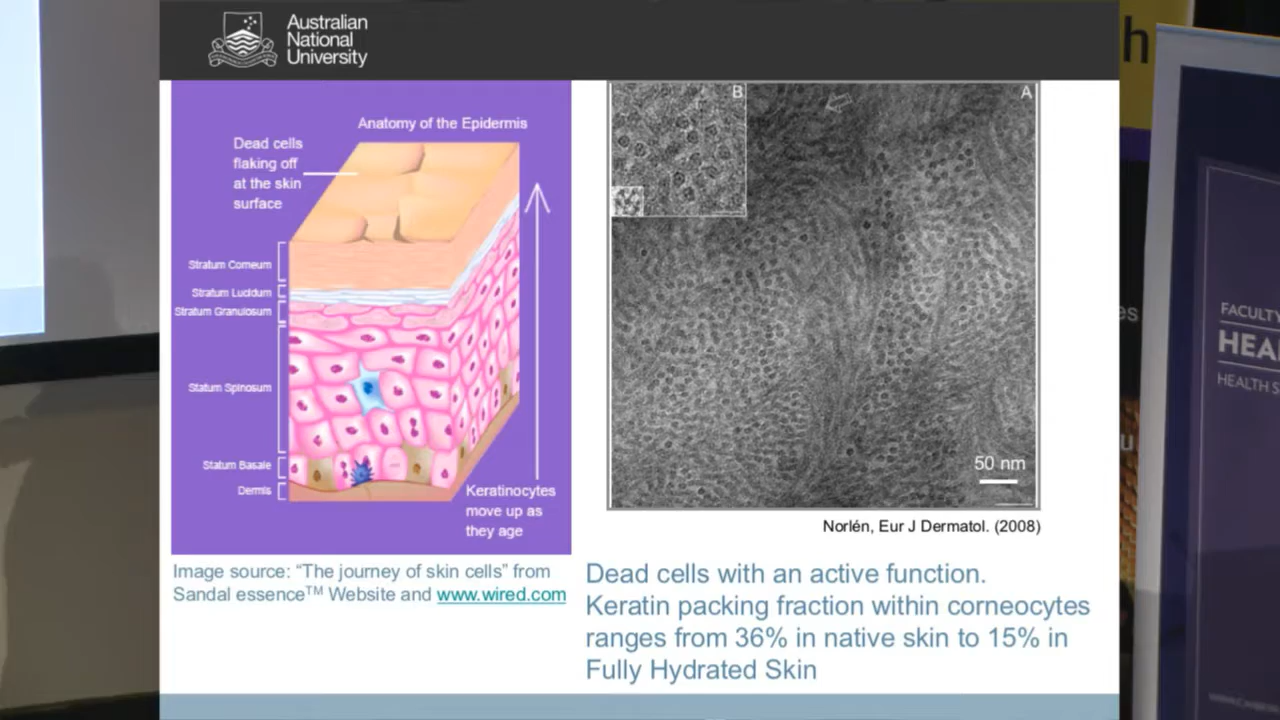 Australian
National
University
h
Anatomy of the Epidermis
Dead cells
flaking off
at the skin
surface
Stratum Corneum
Stratum Lucidum
Stratum Granulosum
Statum Spinosum
Statum Basale
Dermis
Keratinocytes
move up as
they age
B
A
50 nm
Norlén, Eur J Dermatol. (2008)
Image source: “The journey of skin cells” from
Sandal essence™ Website and www.wired.com
Dead cells with an active function.
Keratin packing fraction within corneocytes
ranges from 36% in native skin to 15% in
Fully Hydrated Skin
es
u
FACULTY
HEA
HEALTH S